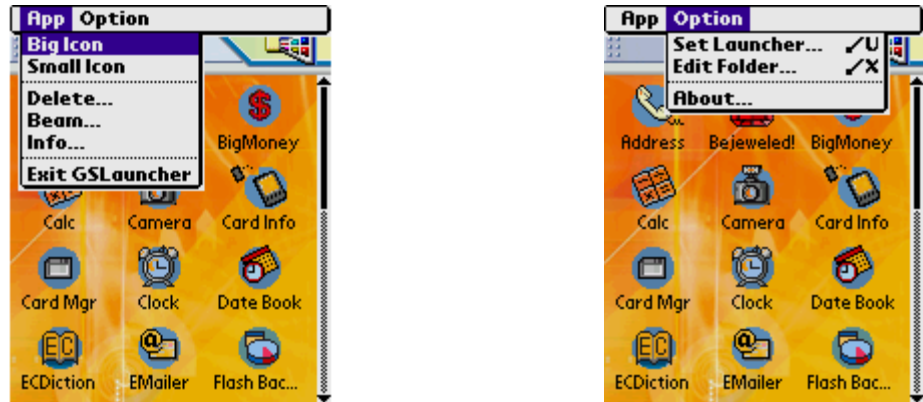 App Option
Big Icon
Small Icon
Delete...
Beam...
Info...
Exit GSLauncher
BigMoney
Calc Camera Card Info
Card Mgr Clock Date Book
ECDiction EMailer Flash Bac...
App Option
Set Launcher... /U
Edit Folder... /X
About...
Address Bejeweled! BigMoney
Calc Camera Card Info
Card Mgr Clock Date Book
ECDiction EMailer Flash Bac...